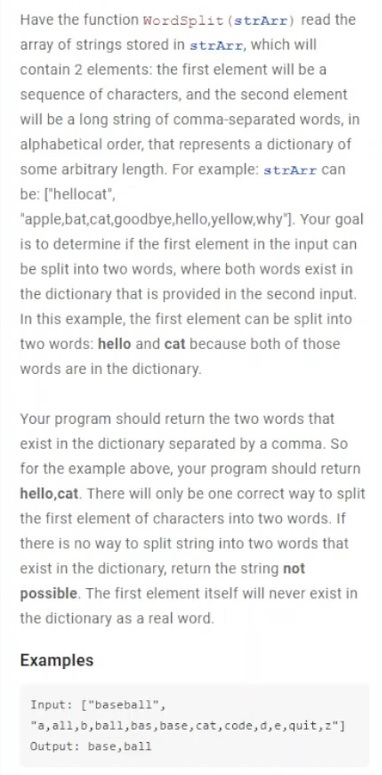 Have the function WordSplit(strArr) read the
array of strings stored in strArr, which will
contain 2 elements: the first element will be a
sequence of characters, and the second element
will be a long string of comma-separated words, in
alphabetical order, that represents a dictionary of
some arbitrary length. For example: strArr can
be: ["hellocat",
"apple,bat,cat,goodbye,hello,yellow,why"]. Your goal
is to determine if the first element in the input can
be split into two words, where both words exist in
the dictionary that is provided in the second input.
In this example, the first element can be split into
two words: hello and cat because both of those
words are in the dictionary.
Your program should return the two words that
exist in the dictionary separated by a comma. So
for the example above, your program should return
hello,cat. There will only be one correct way to split
the first element of characters into two words. If
there is no way to split string into two words that
exist in the dictionary, return the string not
possible. The first element itself will never exist in
the dictionary as a real word.
Examples
Input: ["baseball",
"a,all,b,ball,bas,base,cat,code,d,e,quit,z"]
Output: base,ball